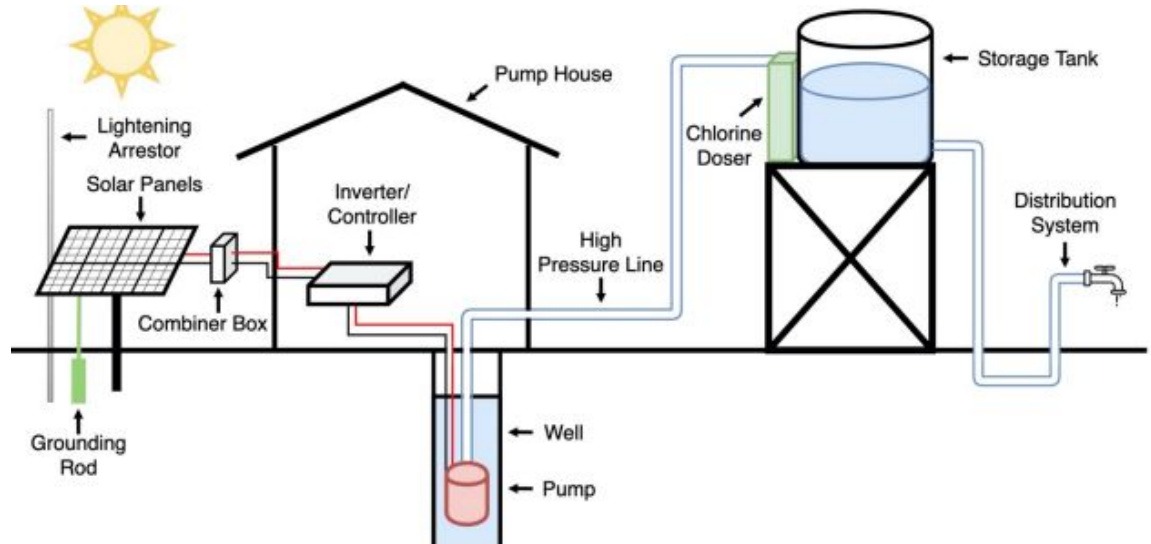 Pump House
Storage Tank
Lightening
Arrestor
Chlorine
Doser
Solar Panels
Inverter/
Controller
Distribution
System
High
Pressure Line
Combiner Box
Grounding
Rod
Well
Pump